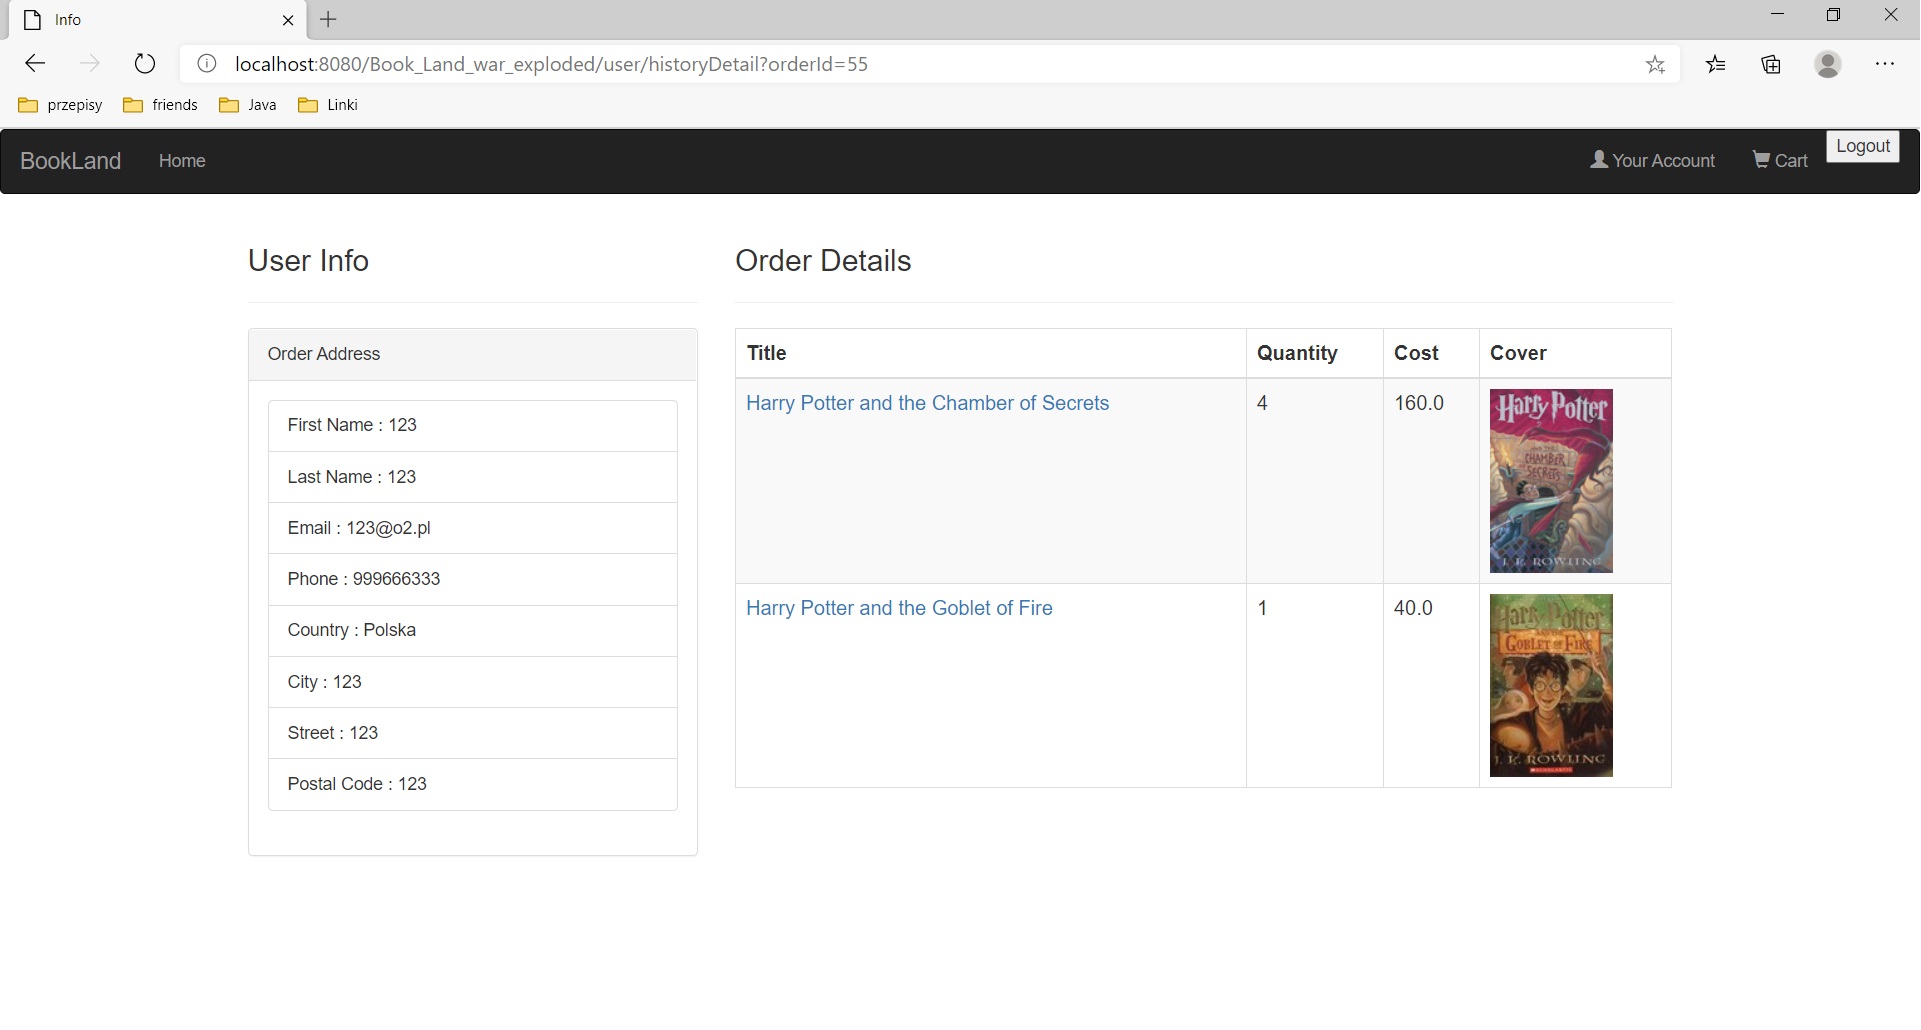 Info
localhost:8080/Book_Land_war_exploded/user/historyDetail?orderId=55
przepisy friends Java Linki
BookLand Home Your Account Cart Logout
User Info
Order Address
First Name : 123
Last Name : 123
Email : 123@o2.pl
Phone : 999666333
Country : Polska
City : 123
Street : 123
Postal Code : 123
Order Details
Title Quantity Cost Cover
Harry Potter and the Chamber of Secrets 4 160.0
Harry Potter
AND THE
CHAMBER OF
SECRETS
J. K. ROWLING
Harry Potter and the Goblet of Fire 1 40.0
Harry Potter
GOBLET OF FIRE
J. K. ROWLING
SCHOLASTIC